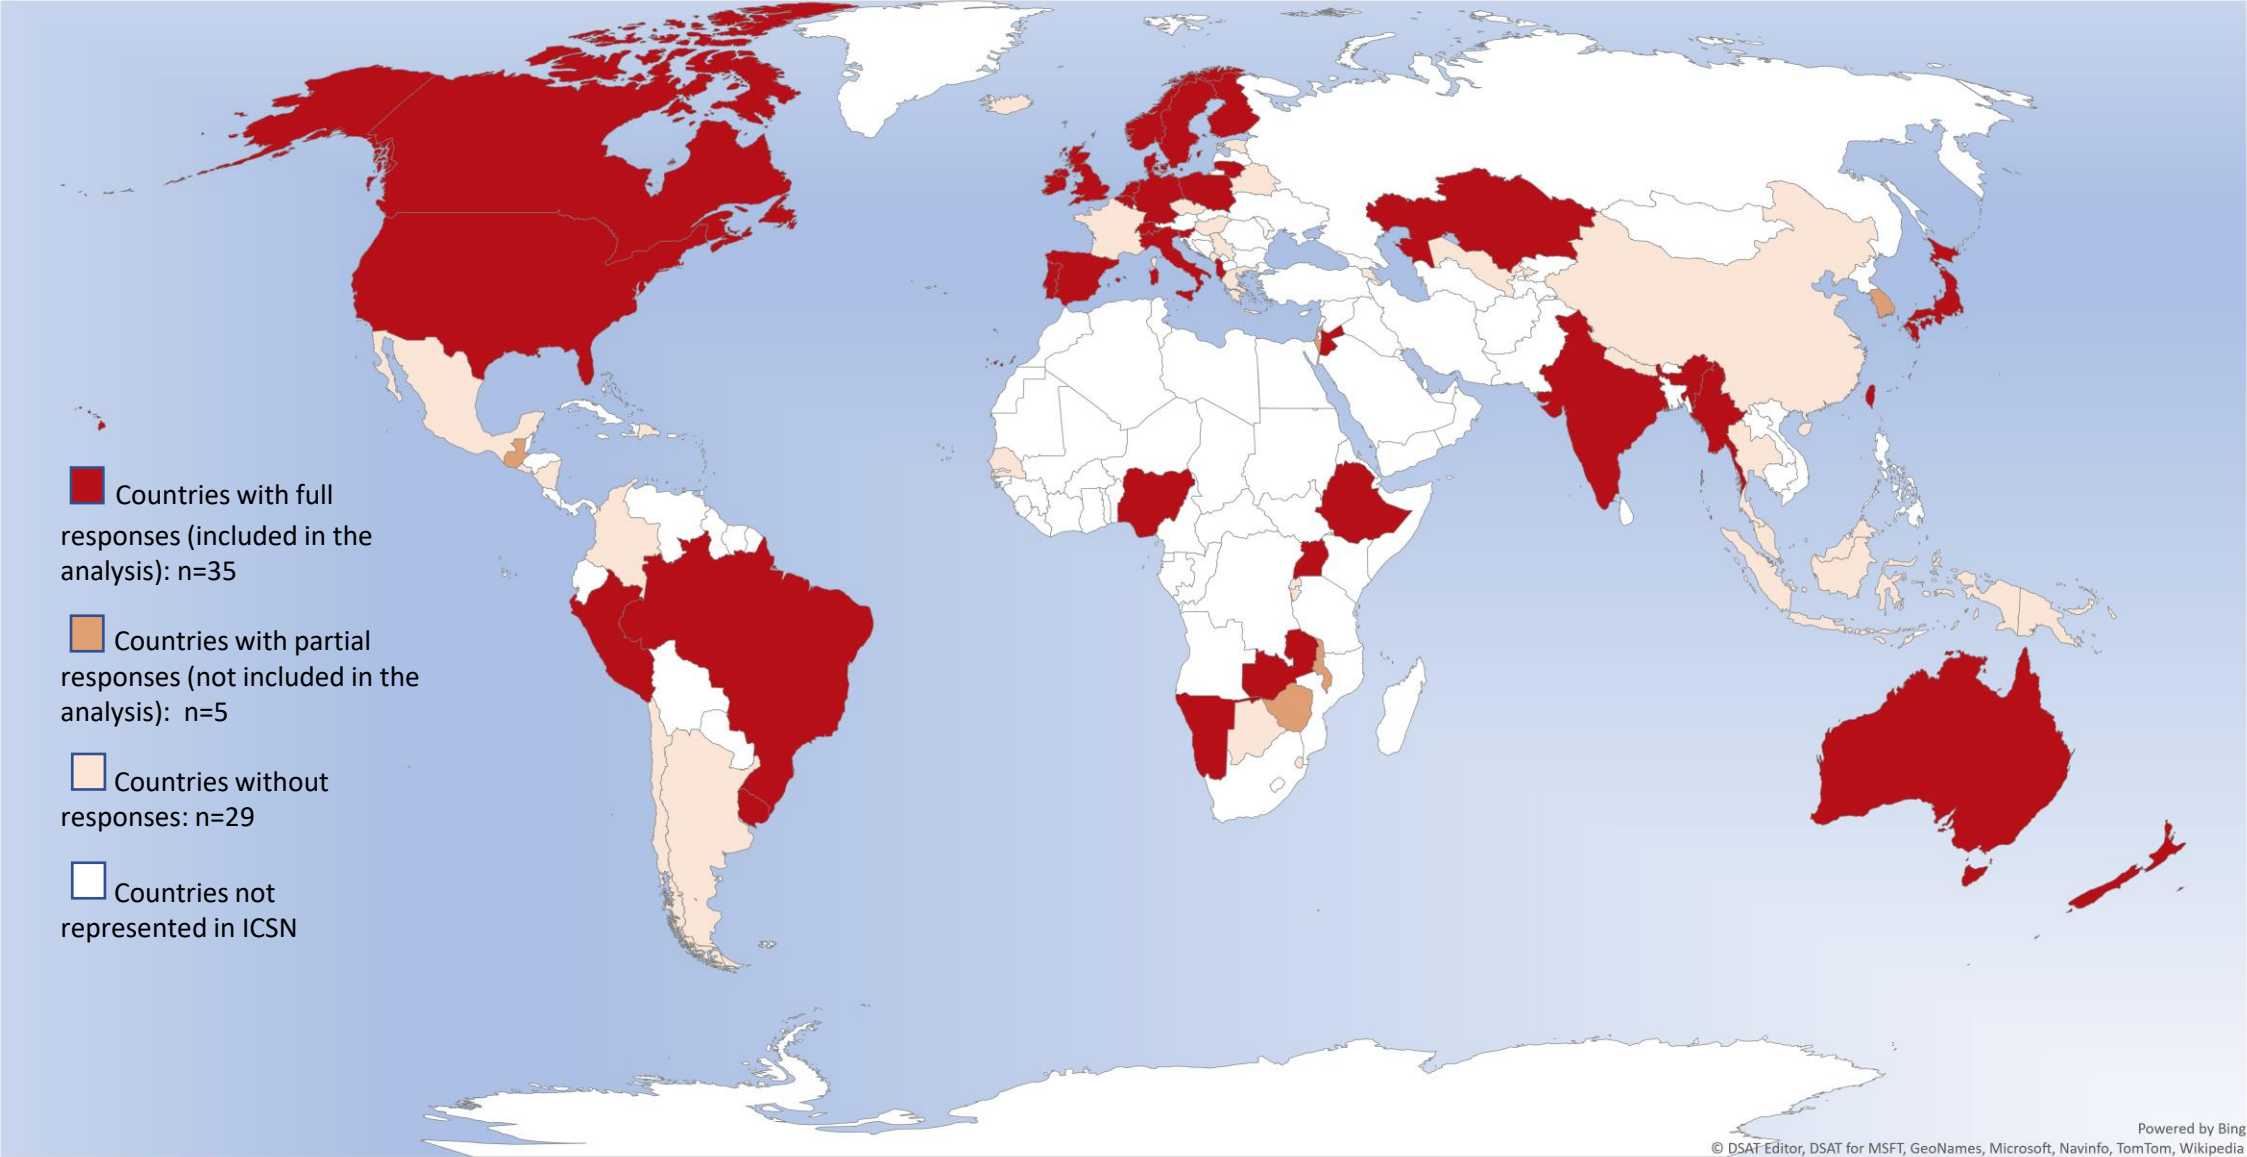 Countries with full
responses (included in the
analysis): n=35
Countries with partial
responses (not included in the
analysis):  n=5
Countries without
responses: n=29
Countries not
represented in ICSN
Powered by Bing
© DSAT Editor, DSAT for MSFT, GeoNames, Microsoft, Navinfo, TomTom, Wikipedia